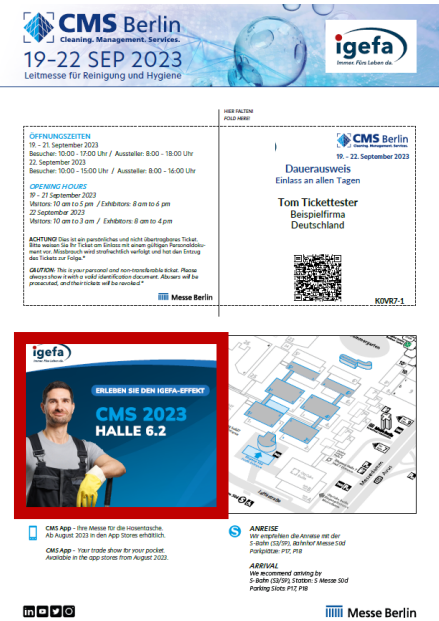 CMS Berlin
Cleaning. Management. Services.
19–22 SEP 2023
Leitmesse für Reinigung und Hygiene
igefa
Immer. Fürs Leben da.
HIER FALTEN!
FOLD HERE!
ÖFFNUNGSZEITEN
19. - 21. September 2023
Besucher: 10:00 - 17:00 Uhr / Aussteller: 8:00 - 18:00 Uhr
22. September 2023
Besucher: 10:00 - 15:00 Uhr / Aussteller: 8:00 - 16:00 Uhr
OPENING HOURS
19 - 21 September 2023
Visitors: 10 am to 5 pm / Exhibitors: 8 am to 6 pm
22 September 2023
Visitors: 10 am to 3 pm / Exhibitors: 8 am to 4 pm
ACHTUNG! Dies ist ein persönliches und nicht übertragbares Ticket.
Bitte weisen Sie Ihr Ticket am Einlass mit einem gültigen Personaldoku-
ment vor. Missbrauch wird strafrechtlich verfolgt und hat den Entzug
des Tickets zur Folge.*
CAUTION: This is your personal and non-transferable ticket. Please
always show it with a valid identification document. Abusers will be
prosecuted, and their tickets will be revoked.*
Messe Berlin
CMS Berlin
Cleaning. Management. Services.
19. - 22. September 2023
Dauerausweis
Einlass an allen Tagen
Tom Tickettester
Beispielfirma
Deutschland
K0VR7-1
igefa
Immer. Fürs Leben da.
ERLEBEN SIE DEN IGEFA-EFFEKT
CMS 2023
HALLE 6.2
CMS App - Ihre Messe für die Hosentasche.
Ab August 2023 in den App Stores erhältlich.
CMS App - Your trade show for your pocket.
Available in the app stores from August 2023.
ANREISE
Wir empfehlen die Anreise mit der
S-Bahn (S3/S9), Bahnhof Messe Süd
Parkplätze: P17, P18
ARRIVAL
We recommend arriving by
S-Bahn (S3/S9), Station: S Messe Süd
Parking Slots: P17, P18
Messe Berlin